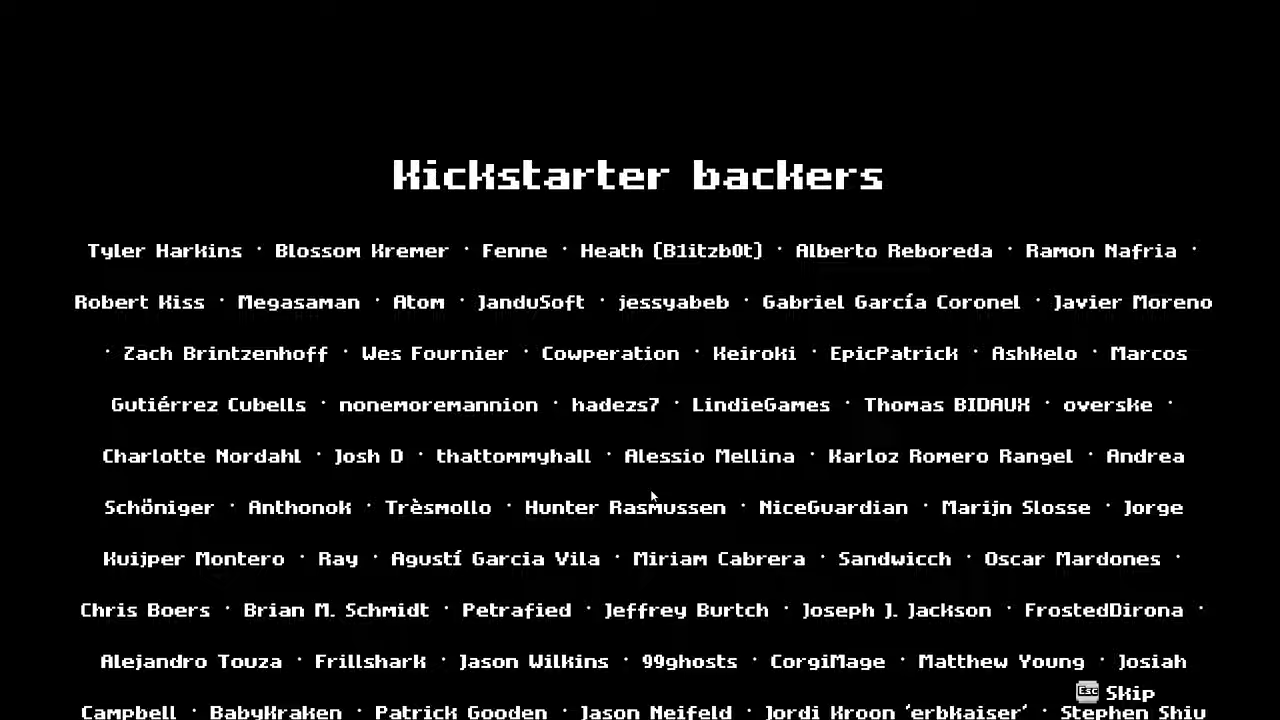 Kickstarter backers
Tyler Harkins · Blossom Kremer · Fenne · Heath (B1itzb0t) · Alberto Reboreda · Ramon Nafria ·
Robert Kiss · Megasaman · Atom · JanduSoft · jessyabeb · Gabriel García Coronel · Javier Moreno
· Zach Brintzenhoff · Wes Fournier · Cowperation · Keiroki · EpicPatrick · Ashkelo · Marcos
Gutiérrez Cubells · nonemoremannion · hadezs7 · LindieGames · Thomas BIDAUX · overske ·
Charlotte Nordahl · Josh D · thattommyhall · Alessio Mellina · Karloz Romero Rangel · Andrea
Schöniger · Anthonok · Trèsmollo · Hunter Rasmussen · NiceGuardian · Marijn Slosse · Jorge
Kuijper Montero · Ray · Agustí Garcia Vila · Miriam Cabrera · Sandwicch · Oscar Mardones ·
Chris Boers · Brian M. Schmidt · Petrafied · Jeffrey Burtch · Joseph J. Jackson · FrostedDirona ·
Alejandro Touza · Frillshark · Jason Wilkins · 99ghosts · CorgiMage · Matthew Young · Josiah
Esc Skip
Campbell · BabyKraken · Patrick Gooden · Jason Neifeld · Jordi Kroon 'erbkaiser' · Stephen Shiu